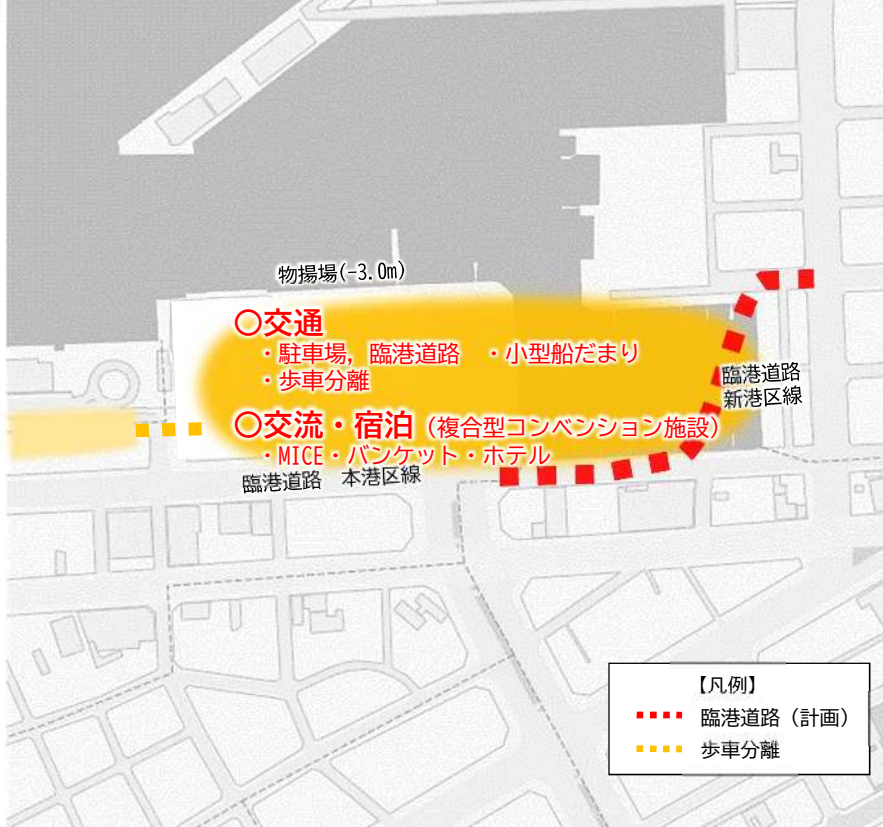 物揚場(-3.0m)
○交通
・駐車場，臨港道路　・小型船だまり
・歩車分離
臨港道路
新港区線
○交流・宿泊（複合型コンベンション施設）
・MICE・バンケット・ホテル
臨港道路　本港区線
【凡例】
臨港道路（計画）
歩車分離